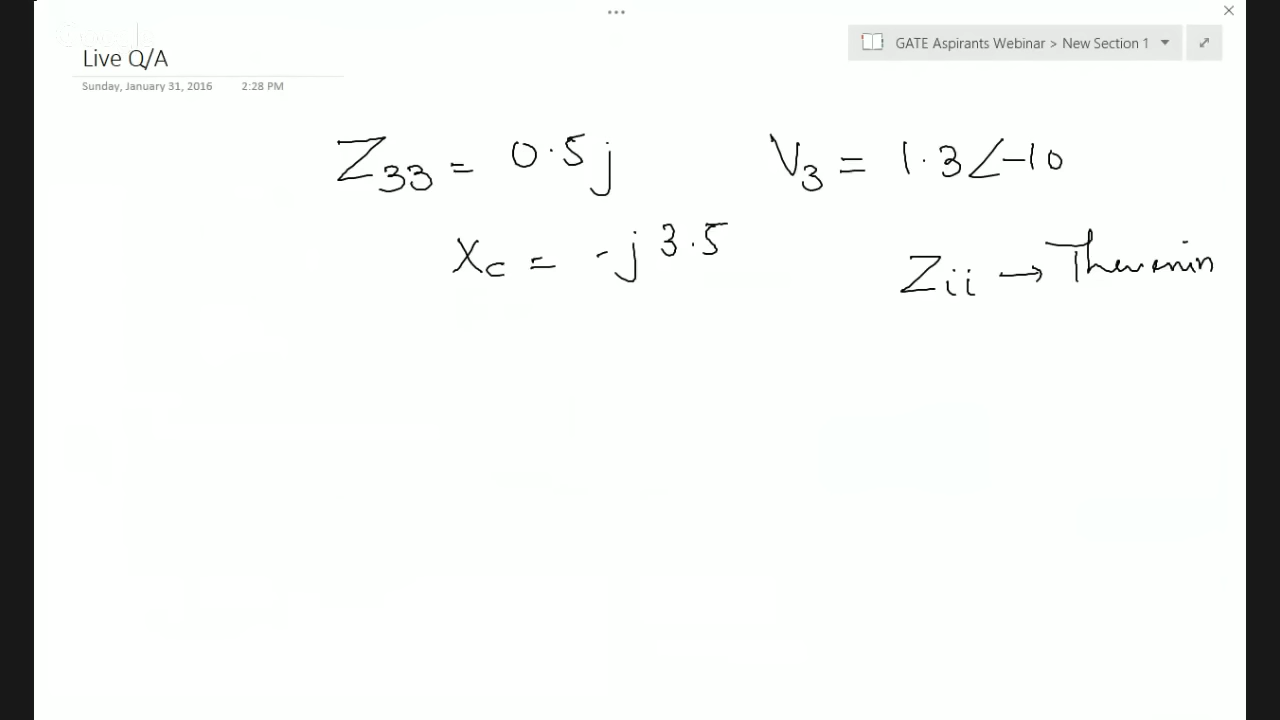 GATE Aspirants Webinar > New Section 1
Live Q/A
Sunday, January 31, 2016 2:28 PM
Z33 = 0.5j V3 = 1.3∠-10
Xc = -j3.5
Zii → Thevenin